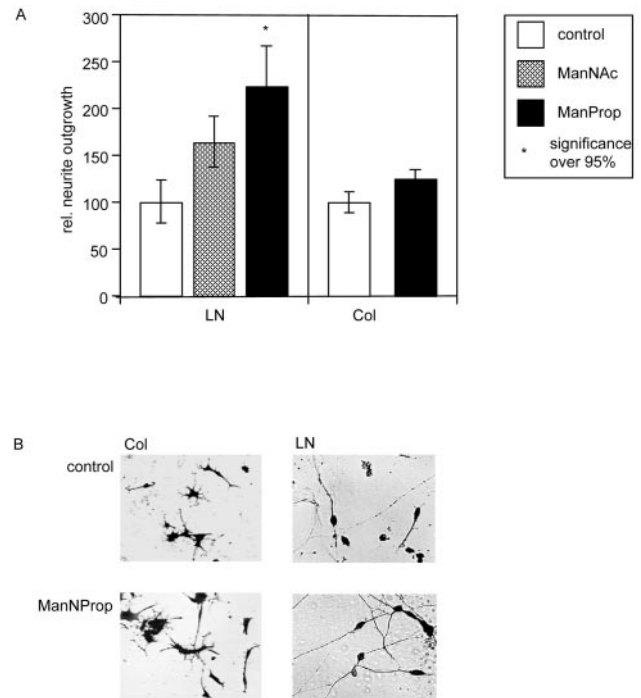 A
rel. neurite outgrowth
300
250
200
150
100
50
0
*
LN
Col
control
ManNAc
ManProp
* significance
over 95%
B
Col
LN
control
ManNProp